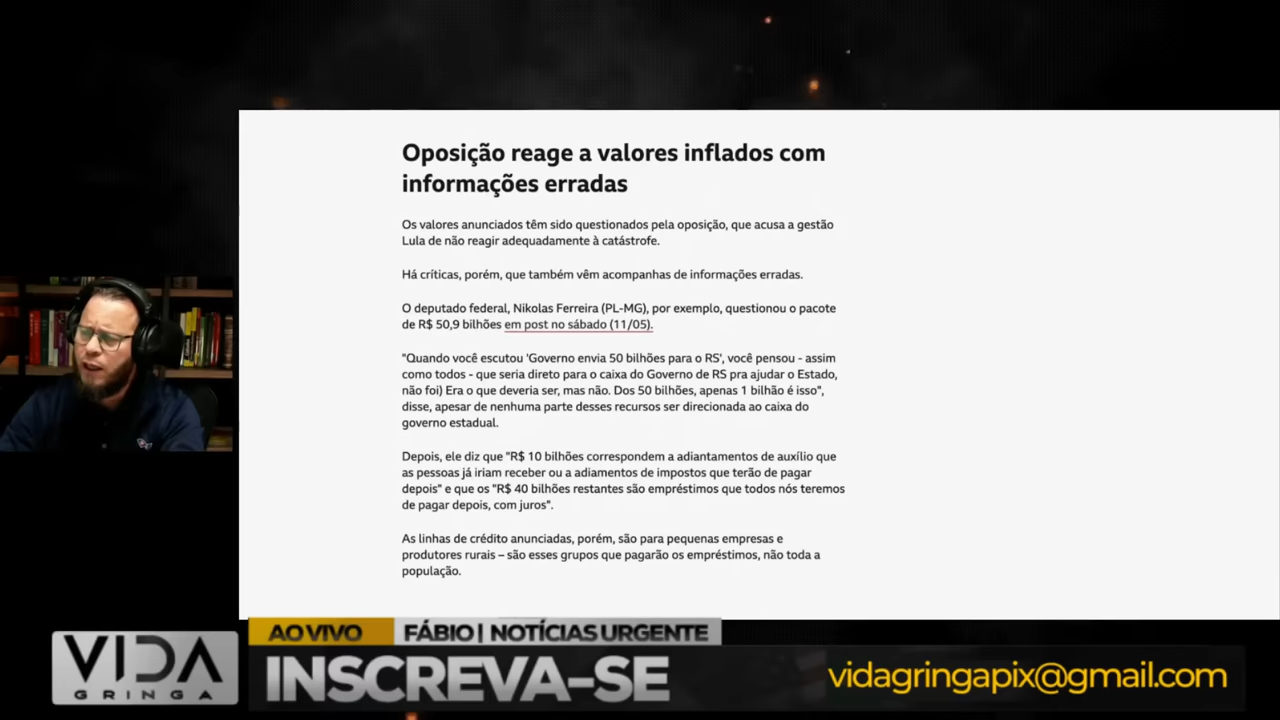 Oposição reage a valores inflados com
informações erradas
Os valores anunciados têm sido questionados pela oposição, que acusa a gestão
Lula de não reagir adequadamente à catástrofe.
Há críticas, porém, que também vêm acompanhas de informações erradas.
O deputado federal, Nikolas Ferreira (PL-MG), por exemplo, questionou o pacote
de R$ 50,9 bilhões em post no sábado (11/05).
"Quando você escutou 'Governo envia 50 bilhões para o RS', você pensou - assim
como todos - que seria direto para o caixa do Governo de RS pra ajudar o Estado,
não foi) Era o que deveria ser, mas não. Dos 50 bilhões, apenas 1 bilhão é isso",
disse, apesar de nenhuma parte desses recursos ser direcionada ao caixa do
governo estadual.
Depois, ele diz que "R$ 10 bilhões correspondem a adiantamentos de auxílio que
as pessoas já iriam receber ou a adiamentos de impostos que terão de pagar
depois" e que os "R$ 40 bilhões restantes são empréstimos que todos nós teremos
de pagar depois, com juros".
As linhas de crédito anunciadas, porém, são para pequenas empresas e
produtores rurais – são esses grupos que pagarão os empréstimos, não toda a
população.
AO VIVO FÁBIO | NOTÍCIAS URGENTE
VIDA
GRINGA
INSCREVA-SE
vidagringapix@gmail.com